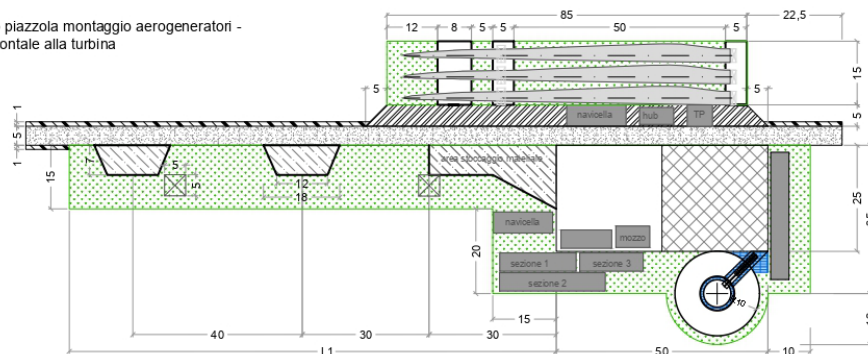 piazzola montaggio aerogeneratori -
ontale alla turbina
85
22,5
12
8
5
5
50
5
15
5
5
5
navicella
hub
TP
1
5
1
7
5
5
12
18
15
area stoccaggio materiale
25
navicella
mozzo
20
sezione 1
sezione 3
sezione 2
10
15
40
30
30
L1
50
10